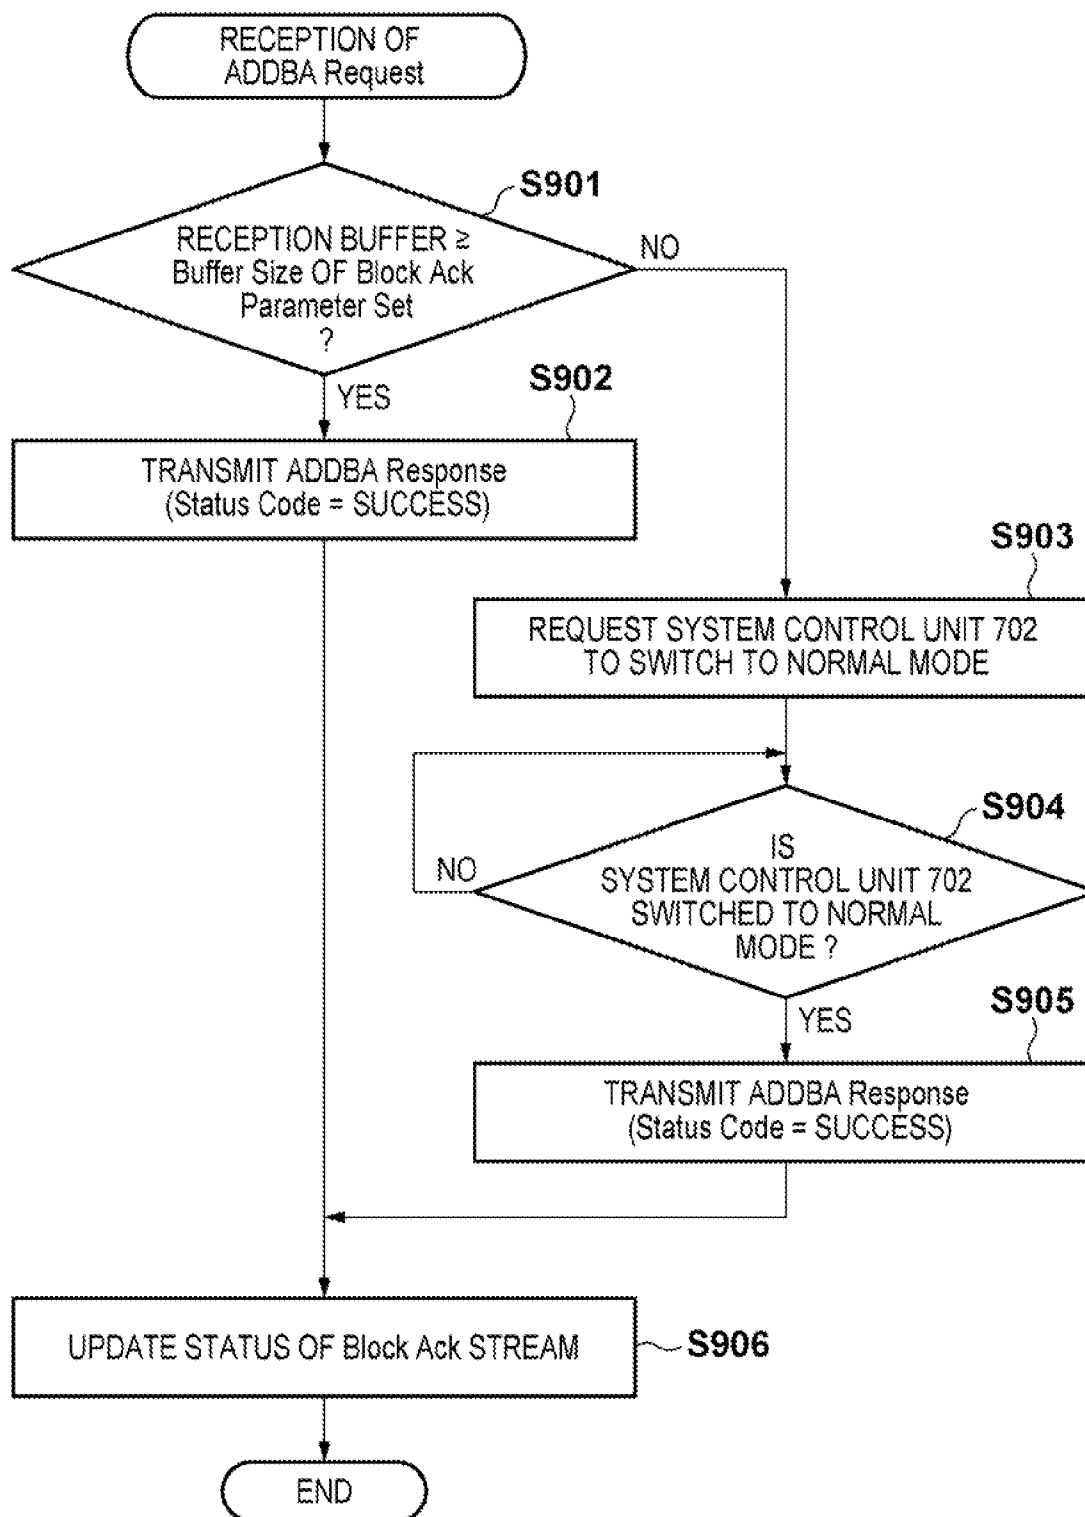 RECEPTION OF
ADDBA Request
S901
RECEPTION BUFFER ≥
Buffer Size OF Block Ack
Parameter Set
?
NO
YES
S902
TRANSMIT ADDBA Response
(Status Code = SUCCESS)
S903
REQUEST SYSTEM CONTROL UNIT 702
TO SWITCH TO NORMAL MODE
S904
IS
SYSTEM CONTROL UNIT 702
SWITCHED TO NORMAL
MODE ?
NO
YES
S905
TRANSMIT ADDBA Response
(Status Code = SUCCESS)
UPDATE STATUS OF Block Ack STREAM
S906
END